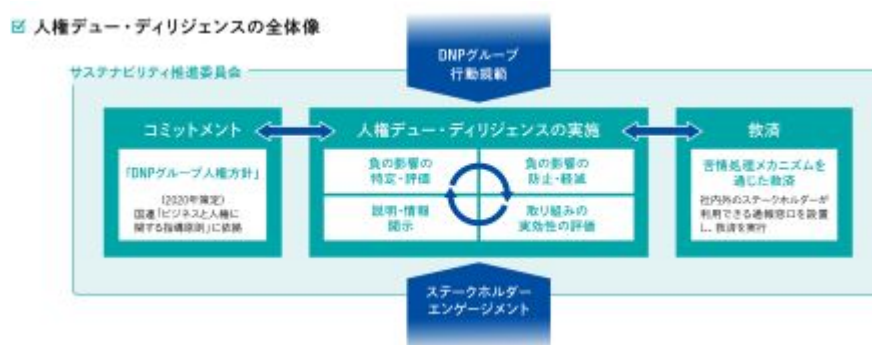 人権デュー・ディリジェンスの全体像
DNPグループ
行動規範
サステナビリティ推進委員会
コミットメント
「DNPグループ人権方針」
(2020年策定)
国連「ビジネスと人権に
関する指導原則」に依拠
人権デュー・ディリジェンスの実施
負の影響の
特定・評価
負の影響の
防止・軽減
説明・情報
開示
取り組みの
実効性の評価
救済
苦情処理メカニズムを
通じた救済
社内外のステークホルダーが
利用できる通報窓口を設置
し、救済を実行
ステークホルダー
エンゲージメント